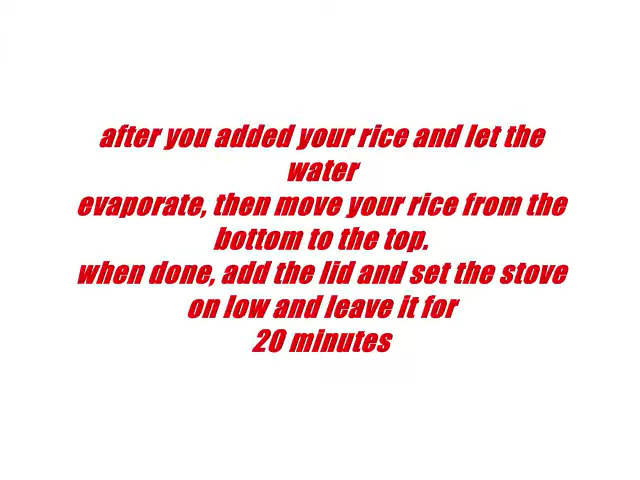 after you added your rice and let the
water
evaporate, then move your rice from the
bottom to the top.
when done, add the lid and set the stove
on low and leave it for
20 minutes